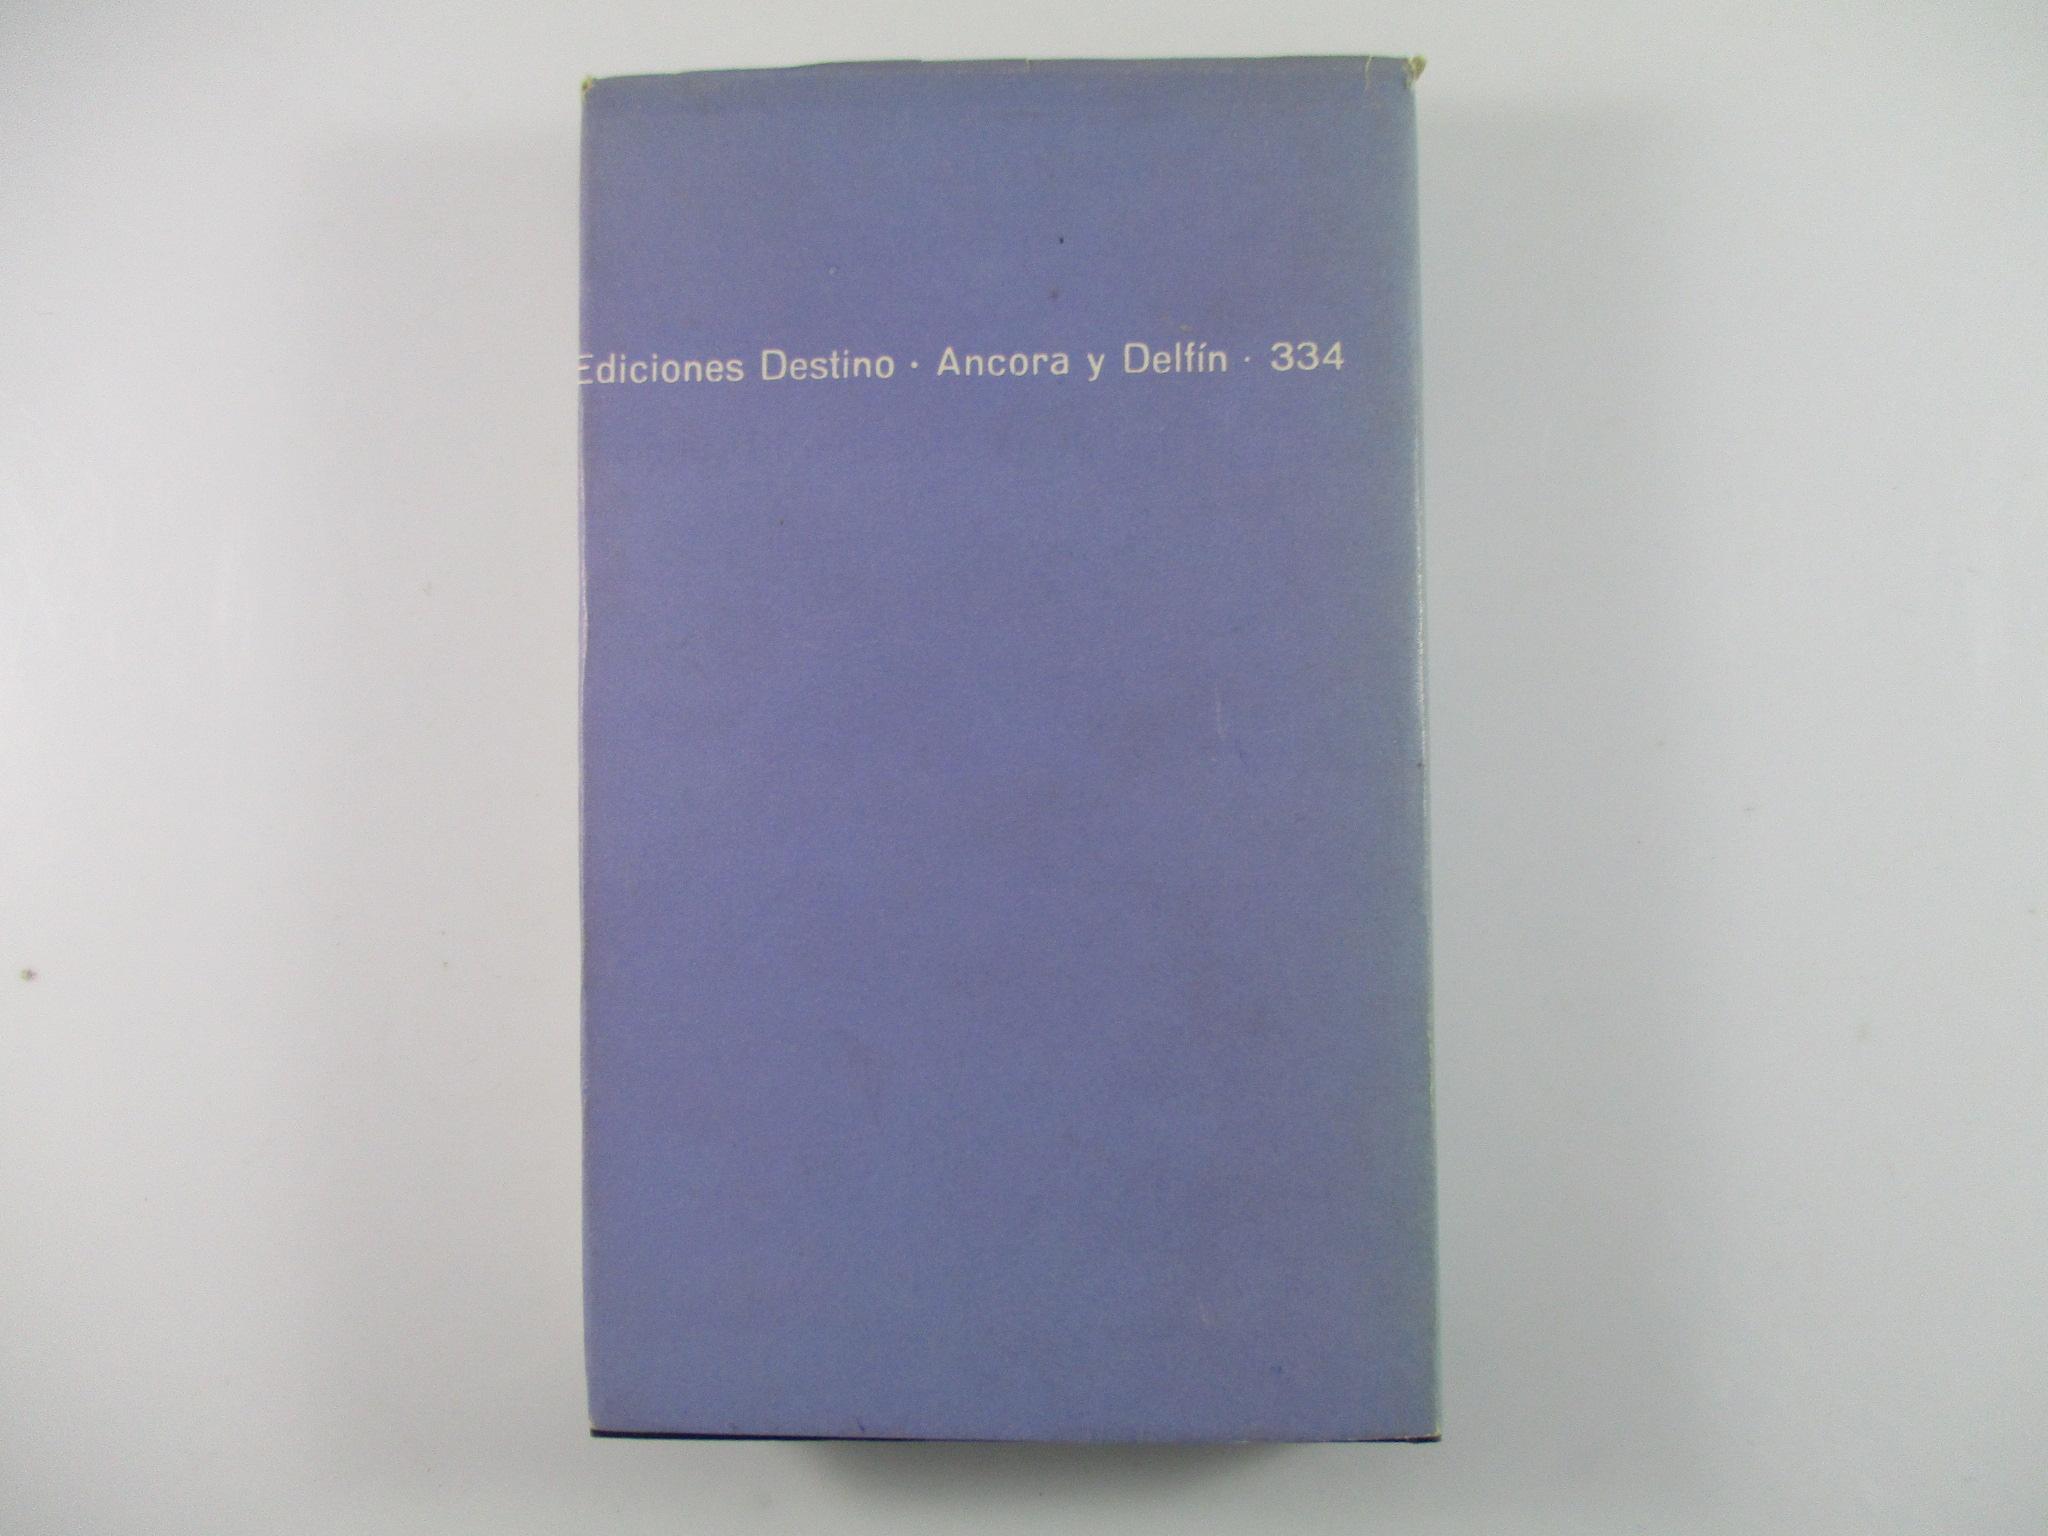 Ediciones Destino · Ancora y Delfín · 334